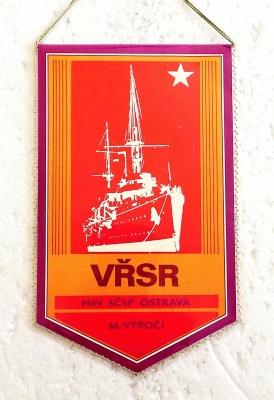 VŘSR
MěV SČSP OSTRAVA
66. VÝROČÍ